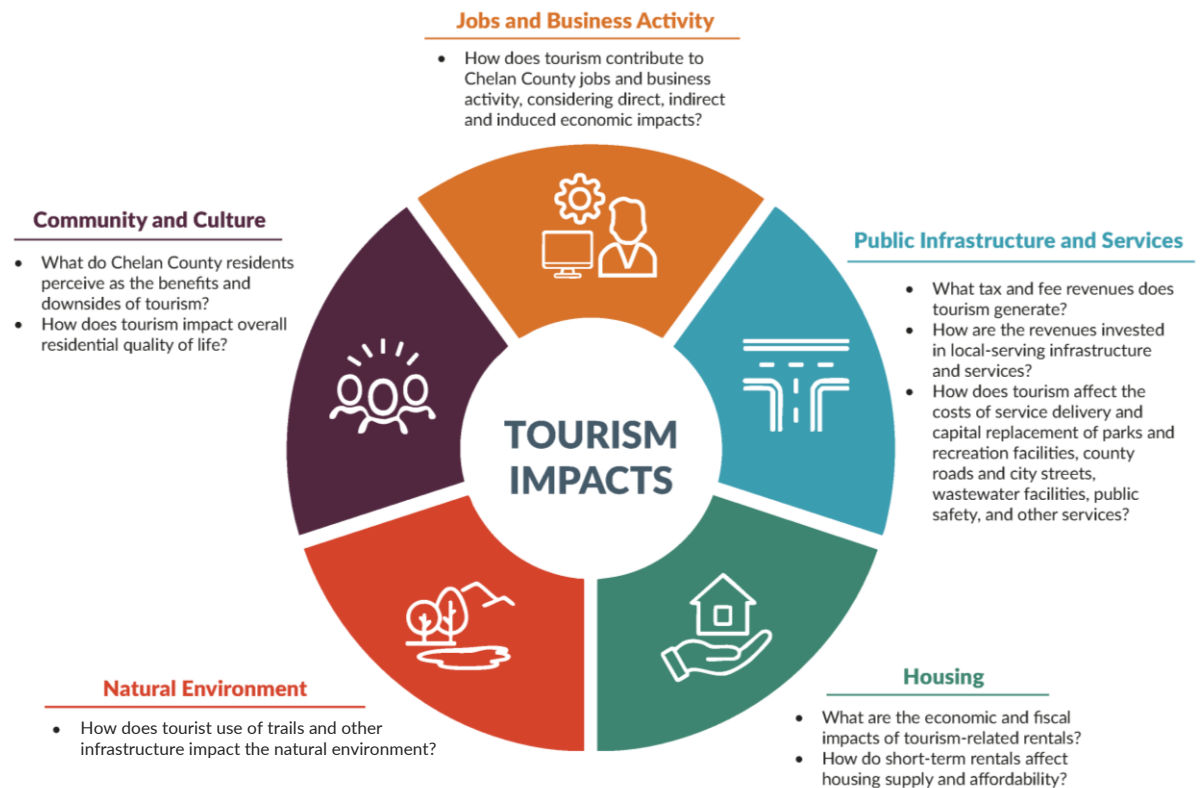 Jobs and Business Activity
• How does tourism contribute to
Chelan County jobs and business
activity, considering direct, indirect
and induced economic impacts?
Community and Culture
• What do Chelan County residents
perceive as the benefits and
downsides of tourism?
• How does tourism impact overall
residential quality of life?
Public Infrastructure and Services
• What tax and fee revenues does
tourism generate?
• How are the revenues invested
in local-serving infrastructure
and services?
• How does tourism affect the
costs of service delivery and
capital replacement of parks and
recreation facilities, county
roads and city streets,
wastewater facilities, public
safety, and other services?
TOURISM
IMPACTS
Natural Environment
• How does tourist use of trails and other
infrastructure impact the natural environment?
Housing
• What are the economic and fiscal
impacts of tourism-related rentals?
• How do short-term rentals affect
housing supply and affordability?